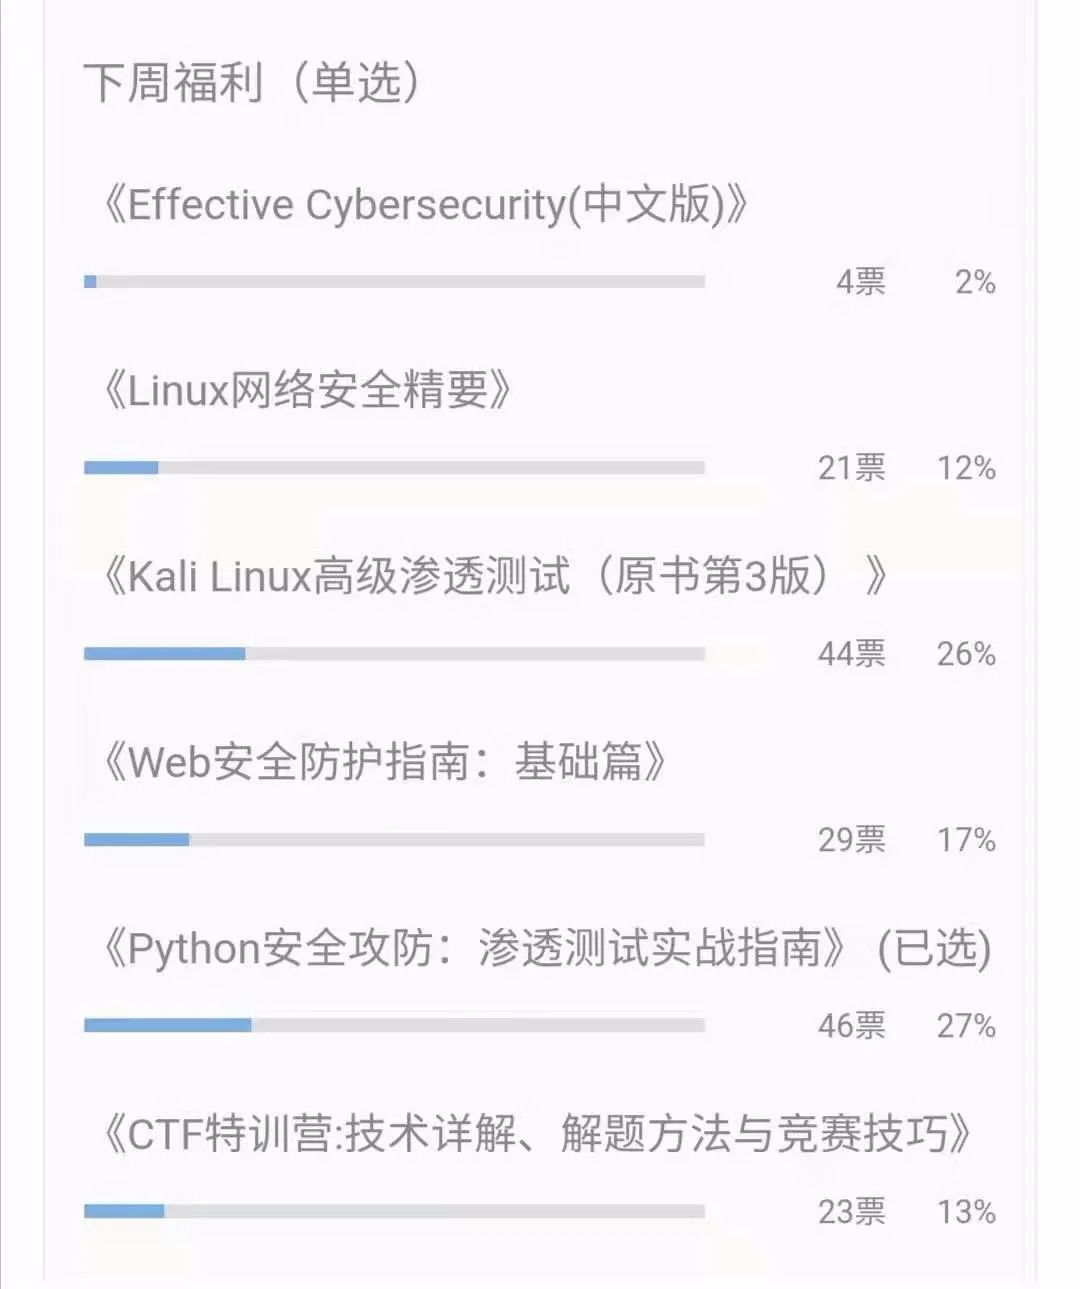 下周福利（单选）
《Effective Cybersecurity(中文版)》
4票 2%
《Linux网络安全精要》
21票 12%
《Kali Linux高级渗透测试（原书第3版） 》
44票 26%
《Web安全防护指南：基础篇》
29票 17%
《Python安全攻防：渗透测试实战指南》 (已选)
46票 27%
《CTF特训营:技术详解、解题方法与竞赛技巧》
23票 13%